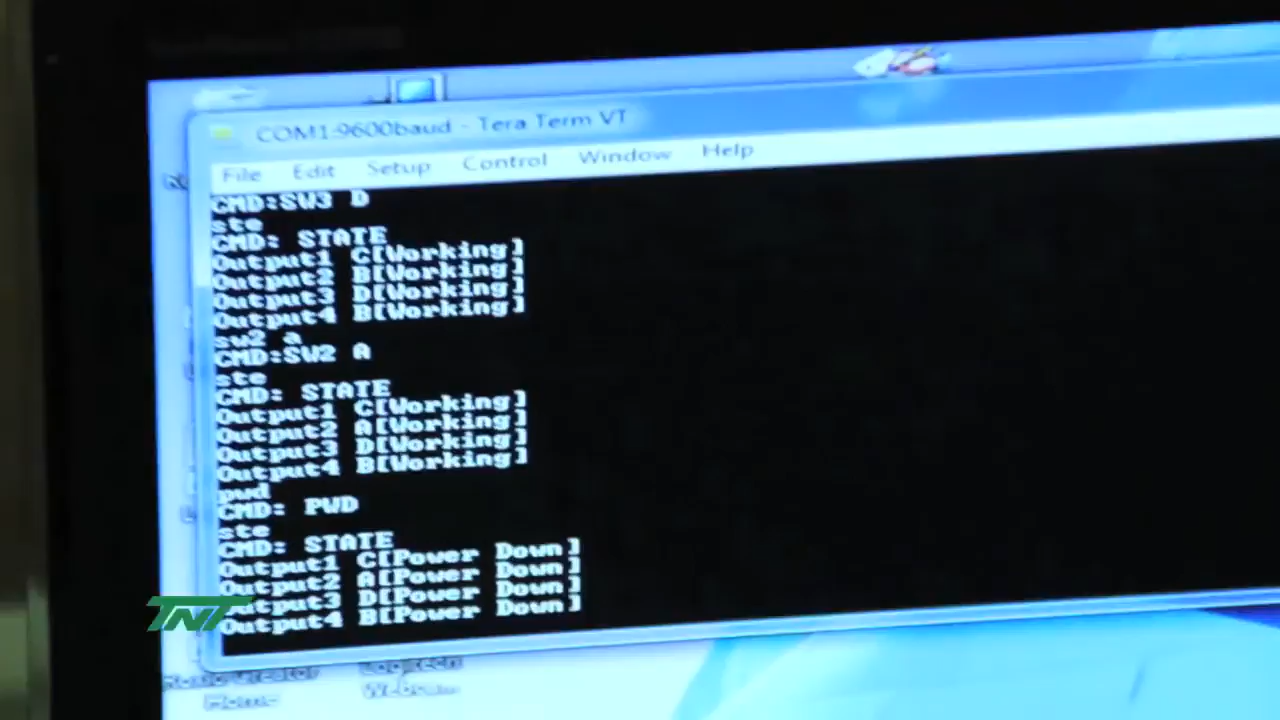 COM1:9600baud - Tera Term VT
File Edit Setup Control Window Help
CMD:SW3 D
ste
CMD: STATE
Output1 C[Working]
Output2 B[Working]
Output3 D[Working]
Output4 B[Working]
sw2 a
CMD:SW2 A
ste
CMD: STATE
Output1 C[Working]
Output2 A[Working]
Output3 D[Working]
Output4 B[Working]
pwd
CMD: PWD
ste
CMD: STATE
Output1 C[Power Down]
Output2 A[Power Down]
Output3 D[Power Down]
Output4 B[Power Down]
TNT
Logitech
Home